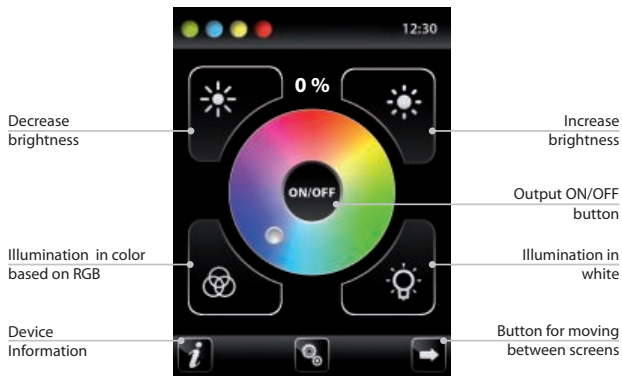 12:30
0 %
Decrease
brightness
Increase
brightness
ON/OFF
Output ON/OFF
button
Illumination in color
based on RGB
Illumination in
white
Device
Information
i
Button for moving
between screens